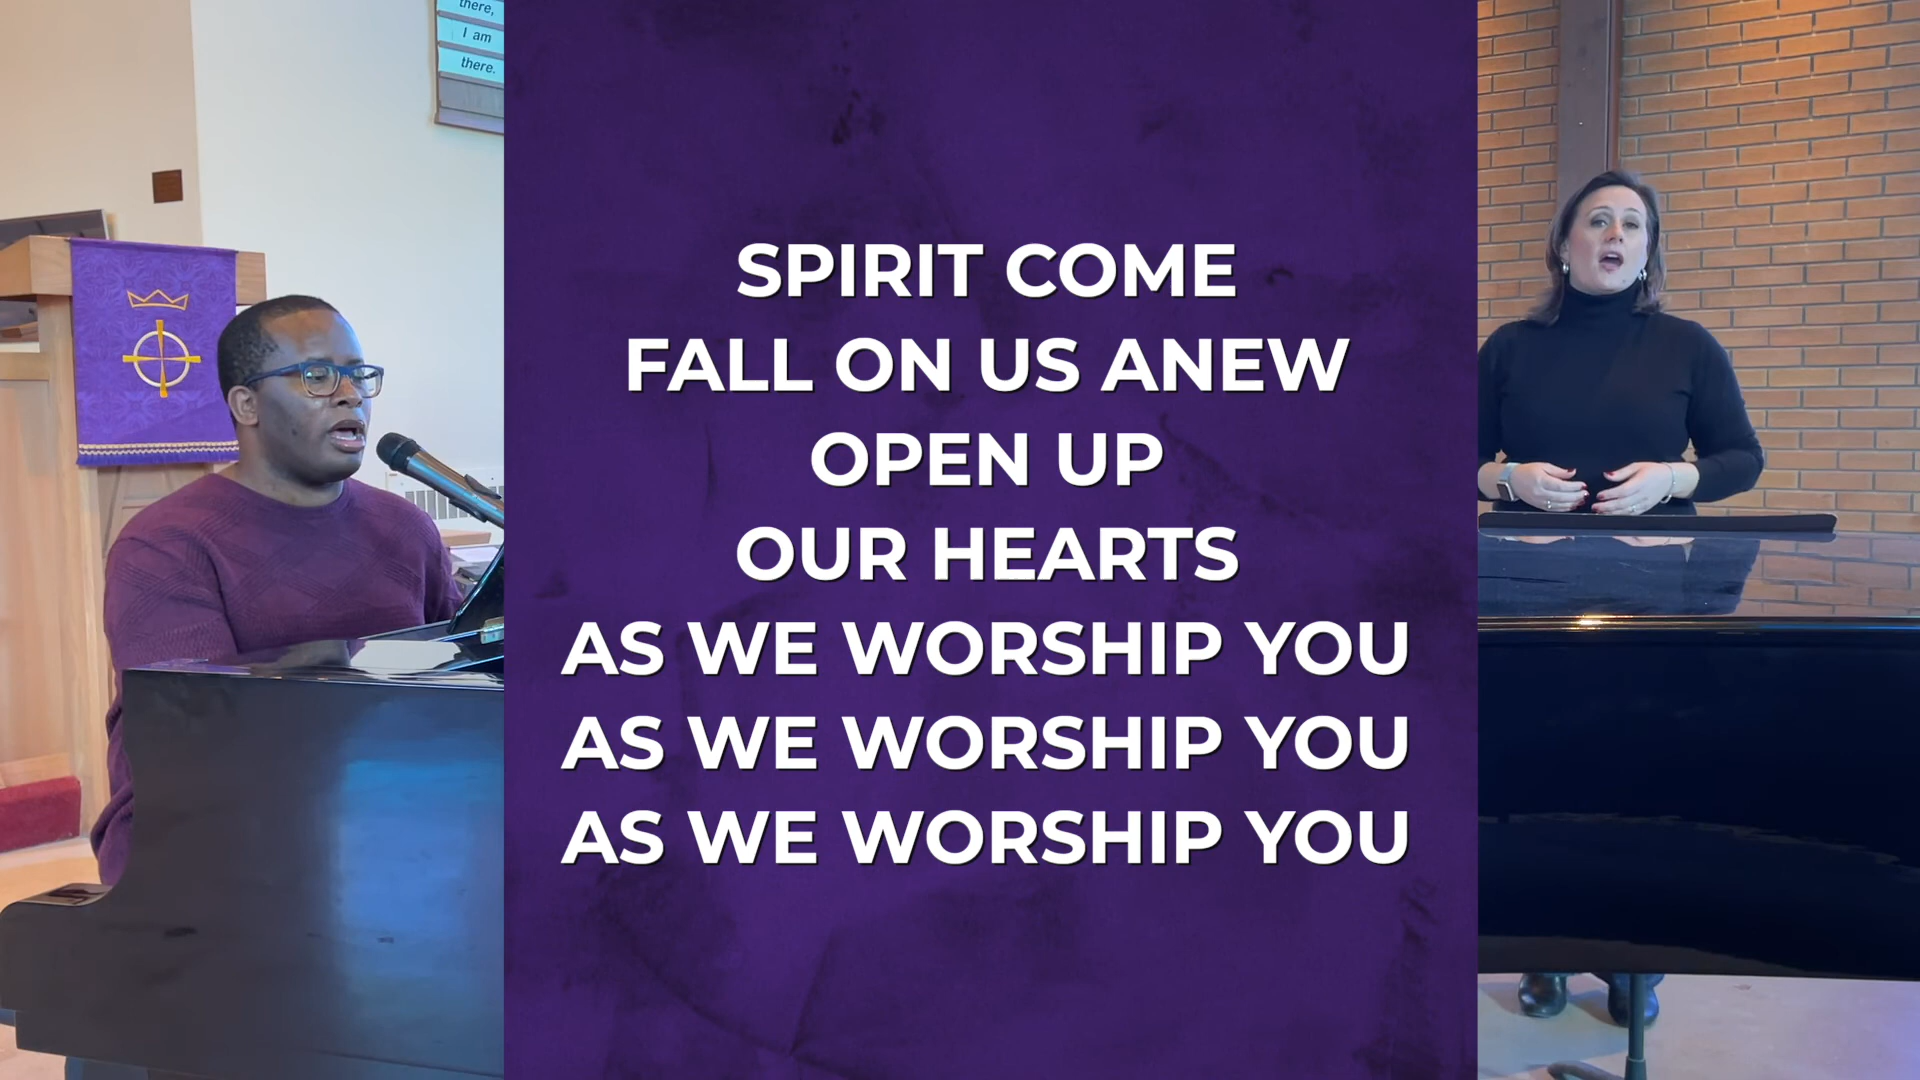 there,
I am
there.
SPIRIT COME
FALL ON US ANEW
OPEN UP
OUR HEARTS
AS WE WORSHIP YOU
AS WE WORSHIP YOU
AS WE WORSHIP YOU